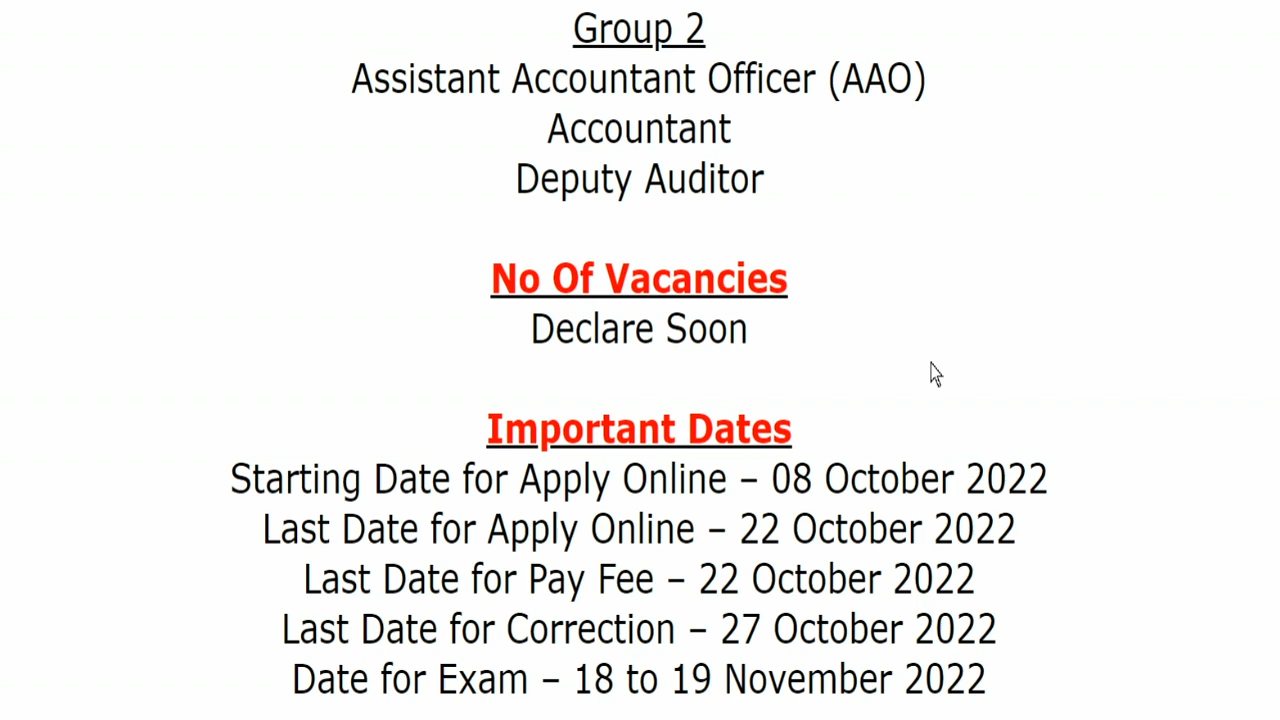 Group 2
Assistant Accountant Officer (AAO)
Accountant
Deputy Auditor
No Of Vacancies
Declare Soon
Important Dates
Starting Date for Apply Online – 08 October 2022
Last Date for Apply Online – 22 October 2022
Last Date for Pay Fee – 22 October 2022
Last Date for Correction – 27 October 2022
Date for Exam – 18 to 19 November 2022